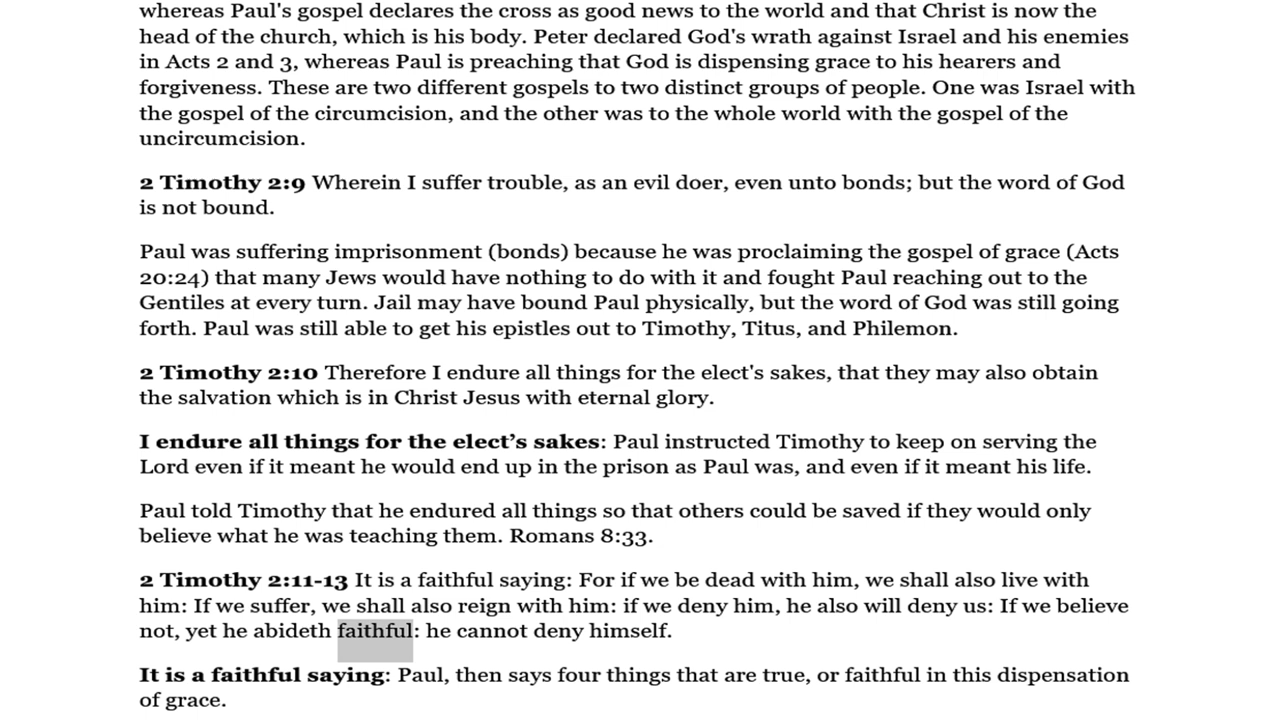 whereas Paul's gospel declares the cross as good news to the world and that Christ is now the
head of the church, which is his body. Peter declared God's wrath against Israel and his enemies
in Acts 2 and 3, whereas Paul is preaching that God is dispensing grace to his hearers and
forgiveness. These are two different gospels to two distinct groups of people. One was Israel with
the gospel of the circumcision, and the other was to the whole world with the gospel of the
uncircumcision.
2 Timothy 2:9 Wherein I suffer trouble, as an evil doer, even unto bonds; but the word of God
is not bound.
Paul was suffering imprisonment (bonds) because he was proclaiming the gospel of grace (Acts
20:24) that many Jews would have nothing to do with it and fought Paul reaching out to the
Gentiles at every turn. Jail may have bound Paul physically, but the word of God was still going
forth. Paul was still able to get his epistles out to Timothy, Titus, and Philemon.
2 Timothy 2:10 Therefore I endure all things for the elect's sakes, that they may also obtain
the salvation which is in Christ Jesus with eternal glory.
I endure all things for the elect’s sakes: Paul instructed Timothy to keep on serving the
Lord even if it meant he would end up in the prison as Paul was, and even if it meant his life.
Paul told Timothy that he endured all things so that others could be saved if they would only
believe what he was teaching them. Romans 8:33.
2 Timothy 2:11-13 It is a faithful saying: For if we be dead with him, we shall also live with
him: If we suffer, we shall also reign with him: if we deny him, he also will deny us: If we believe
not, yet he abideth faithful: he cannot deny himself.
It is a faithful saying: Paul, then says four things that are true, or faithful in this dispensation
of grace.